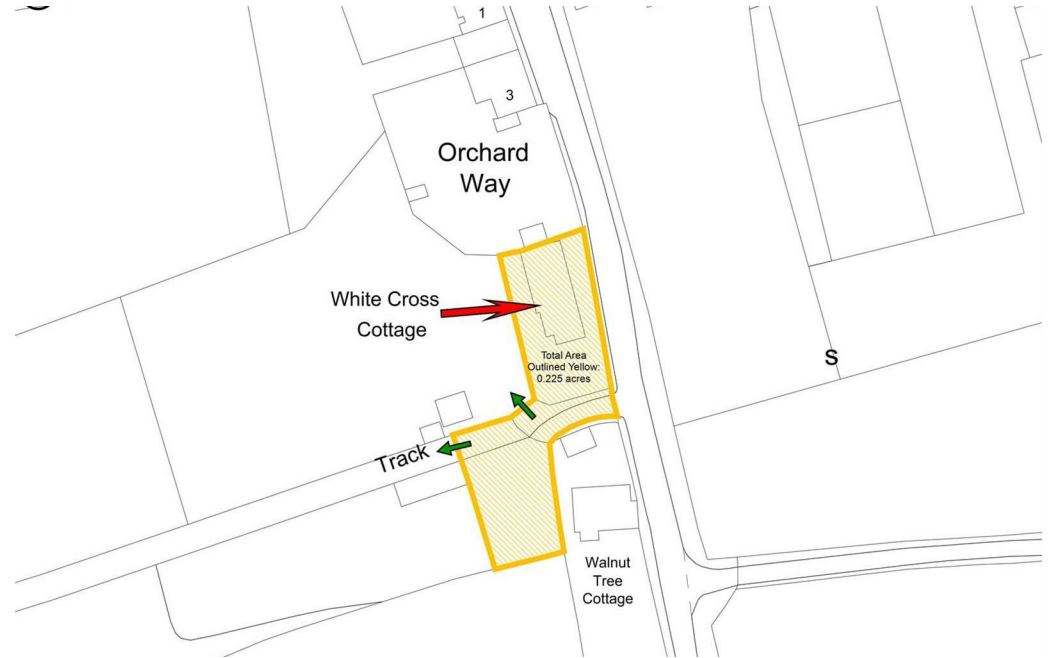 1
3
Orchard
Way
White Cross
Cottage
Total Area
Outlined Yellow:
0.225 acres
S
Track
Walnut
Tree
Cottage